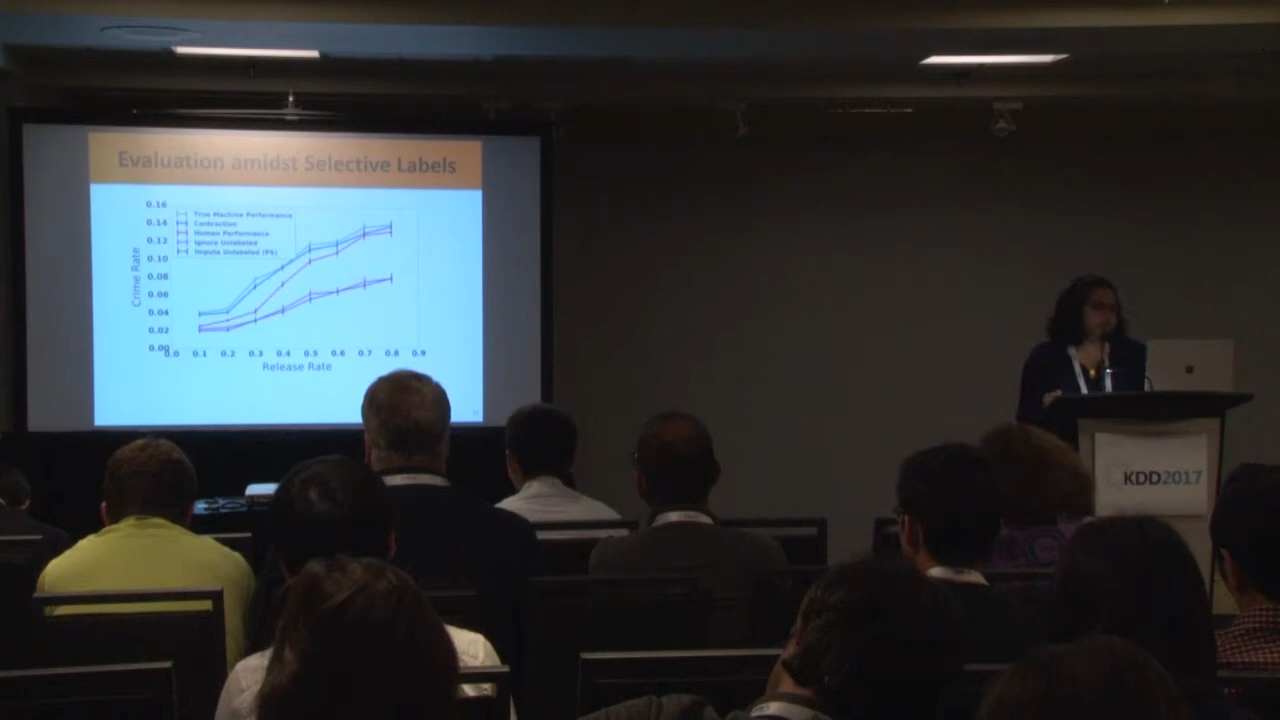 Evaluation amidst Selective Labels
0.16
0.14
0.12
0.10
0.08
0.06
0.04
0.02
0.00
Crime Rate
True Machine Performance
Contraction
Human Performance
Ignore Unlabeled
Impute Unlabeled (PS)
0.0 0.1 0.2 0.3 0.4 0.5 0.6 0.7 0.8 0.9
Release Rate
KDD2017